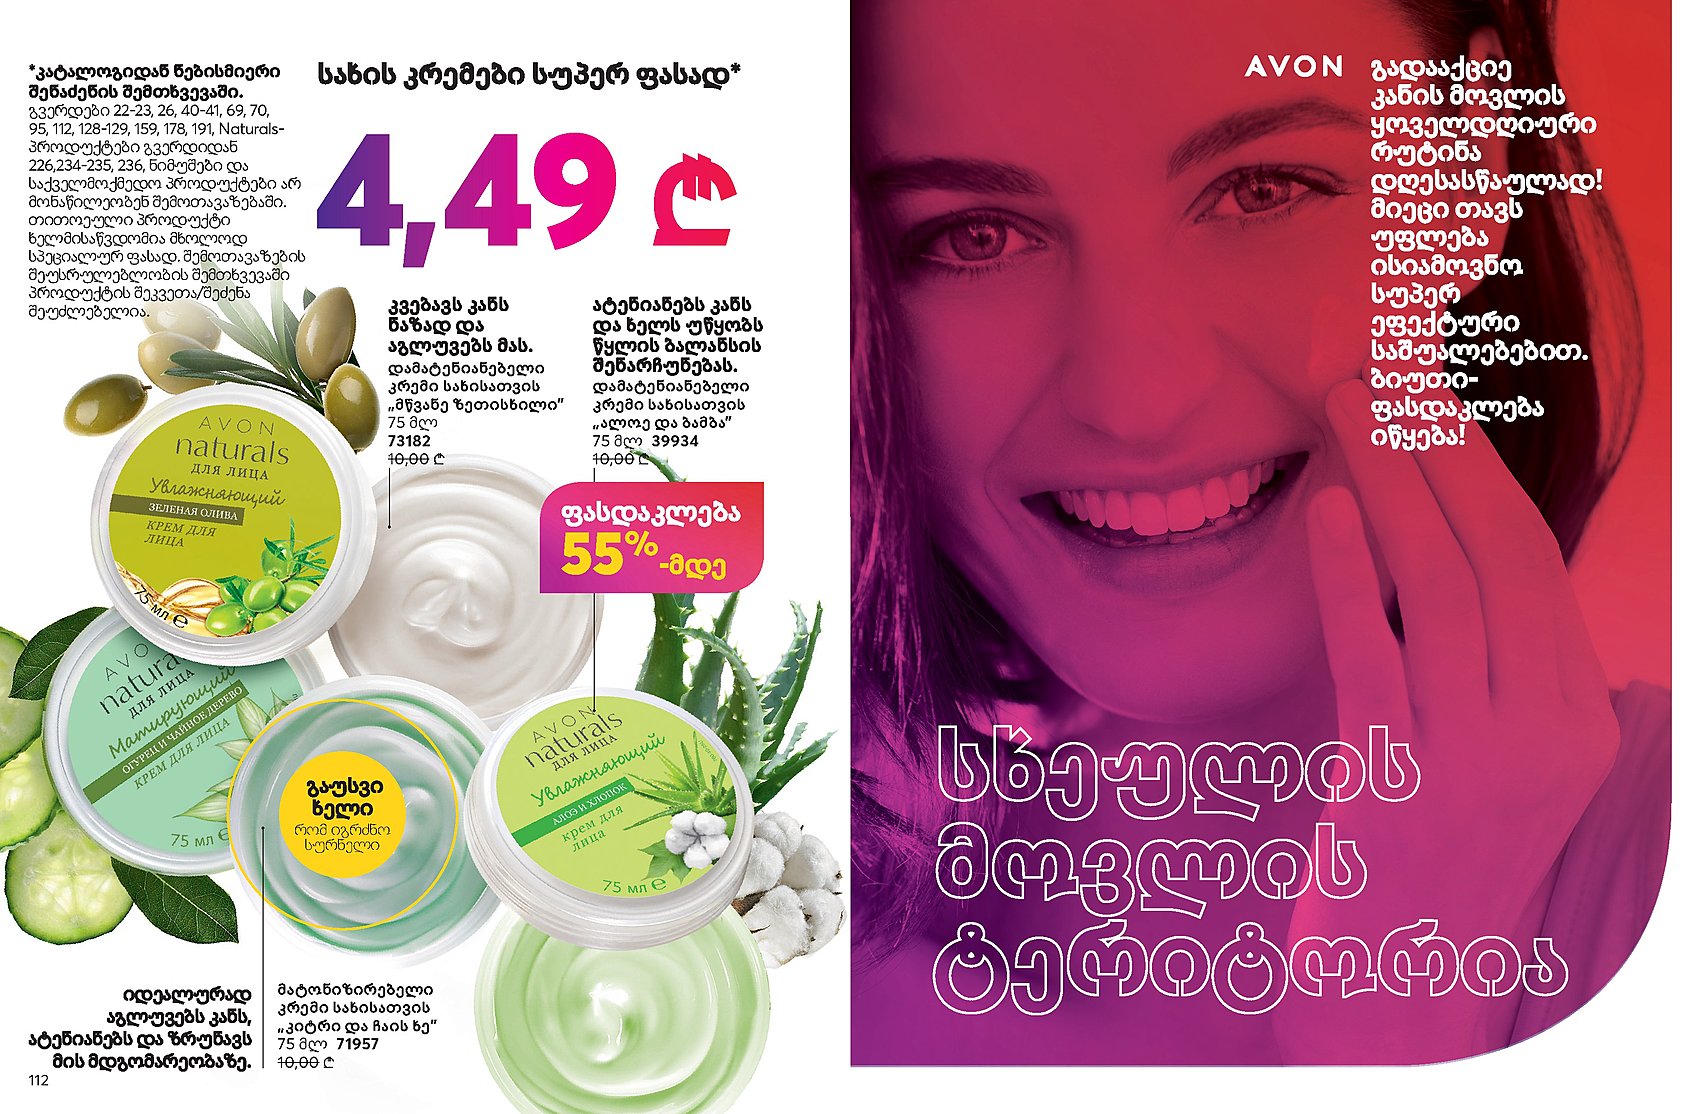 *კატალოგიდან ნებისმიერი
შენაძენის შემთხვევაში.
გვერდები 22-23, 26, 40-41, 69, 70,
95, 112, 128-129, 159, 178, 191, Naturals-
პროდუქტები გვერდიდან
226,234-235, 236, ნიმუშები და
საქველმოქმედო პროდუქტები არ
მონაწილეობენ შემოთავაზებაში.
თითოეული პროდუქტი
ხელმისაწვდომია მხოლოდ
სპეციალურ ფასად. შემოთავაზების
შეუსრულებლობის შემთხვევაში
პროდუქტის შეკვეთა/შეძენა
შეუძლებელია.
სახის კრემები სუპერ ფასად*
4,49 ₾
კვებავს კანს
ნაზად და
აგლუვებს მას.
დამატენიანებელი
კრემი სახისათვის
„მწვანე ზეთისხილი"
75 მლ
73182
10,00 ₾
ატენიანებს კანს
და ხელს უწყობს
წყლის ბალანსის
შენარჩუნებას.
დამატენიანებელი
კრემი სახისათვის
„ალოე და ბამბა"
75 მლ 39934
10,00 ₾
ფასდაკლება
55%-მდე
AVON
naturals
ДЛЯ ЛИЦА
Увлажняющий
ЗЕЛЕНАЯ ОЛИВА
КРЕМ ДЛЯ
ЛИЦА
75 мл e
AVO
natura
ДЛЯ ЛИЦА
Матирующий
ОГУРЕЦ И ЧАЙНОЕ ДЕРЕВО
КРЕМ ДЛЯ ЛИЦА
75 мл e
გაუსვი
ხელი
რომ იგრძნო
სურნელი
AVON
naturals
ДЛЯ ЛИЦА
Увлажняющий
АЛОЭ И ХЛОПОК
крем для
лица
75 мл e
იდეალურად
აგლუვებს კანს,
ატენიანებს და ზრუნავს
მის მდგომარეობაზე.
მატონიზირებელი
კრემი სახისათვის
„კიტრი და ჩაის ხე"
75 მლ 71957
10,00 ₾
112
AVON
გადააქციე
კანის მოვლის
ყოველდღიური
რუტინა
დღესასწაულად!
მიეცი თავს
უფლება
ისიამოვნო
სუპერ
ეფექტური
საშუალებებით.
ბიუთი-
ფასდაკლება
იწყება!
სხეულის
მოვლის
ტერიტორია